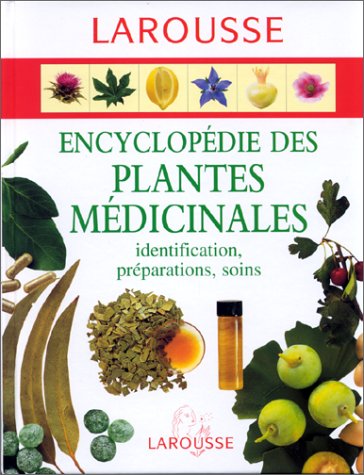 LAROUSSE
ENCYCLOPÉDIE DES
PLANTES
MÉDICINALES
identification,
préparations, soins
LAROUSSE